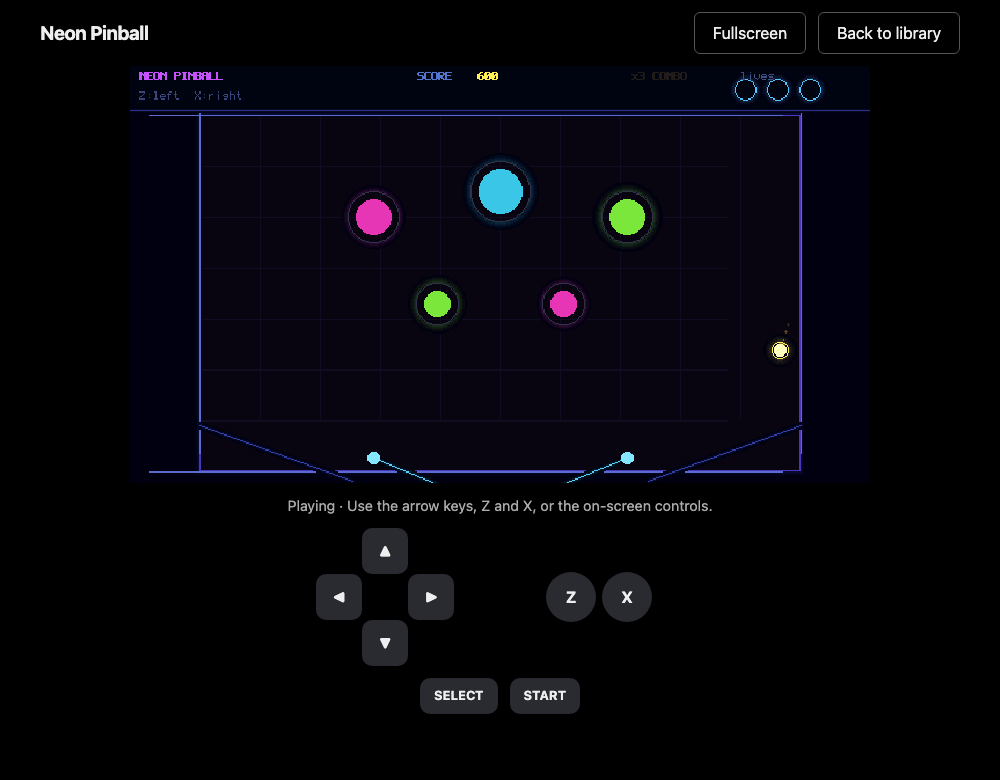 Neon Pinball
Fullscreen
Back to library
NEON PINBALL
SCORE 600
x3 COMBO
lives
Z:left X:right
Playing · Use the arrow keys, Z and X, or the on-screen controls.
▲
◀ ▶
Z X
▼
SELECT
START